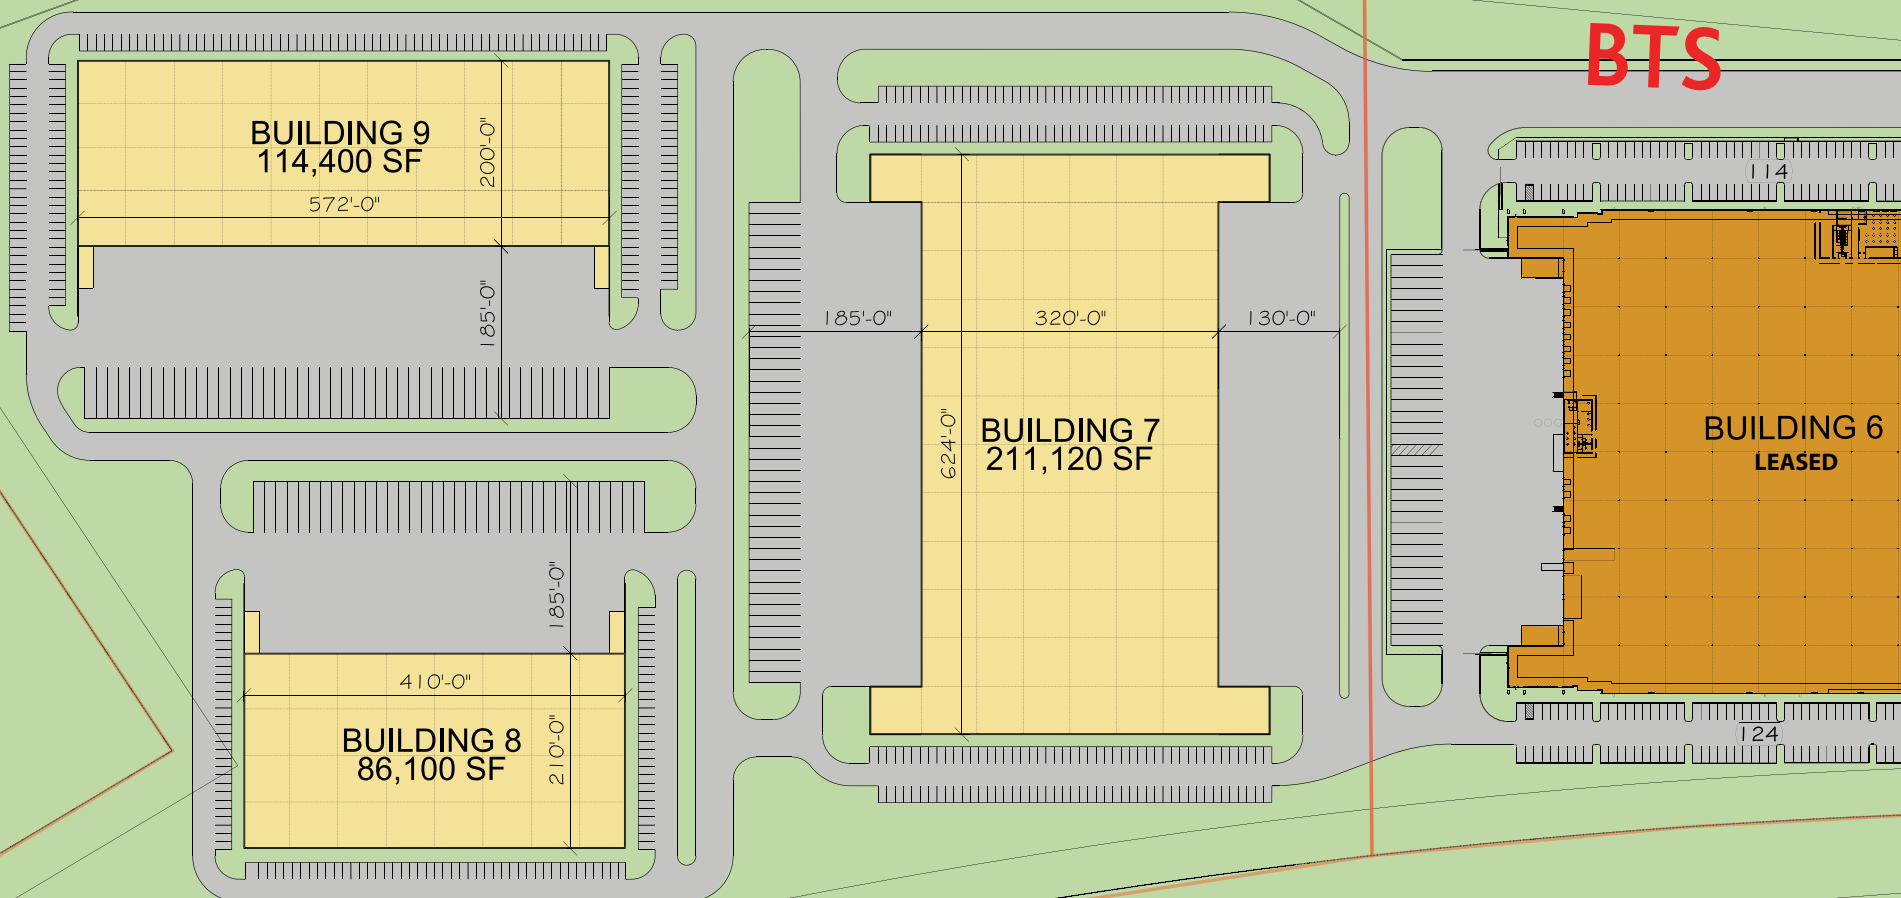 BTS
BUILDING 9
114,400 SF
200'-0"
572'-0"
185'-0"
114
185'-0"
320'-0"
130'-0"
624'-0"
BUILDING 7
211,120 SF
BUILDING 6
LEASED
185'-0"
410'-0"
BUILDING 8
86,100 SF
210'-0"
124